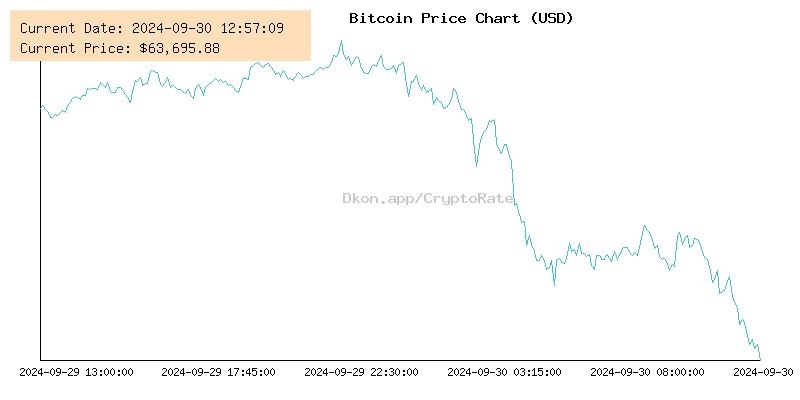 Bitcoin Price Chart (USD)
Current Date: 2024-09-30 12:57:09
Current Price: $63,695.88
Dkon.app/CryptoRate
2024-09-29 13:00:00 2024-09-29 17:45:00 2024-09-29 22:30:00 2024-09-30 03:15:00 2024-09-30 08:00:00 2024-09-30